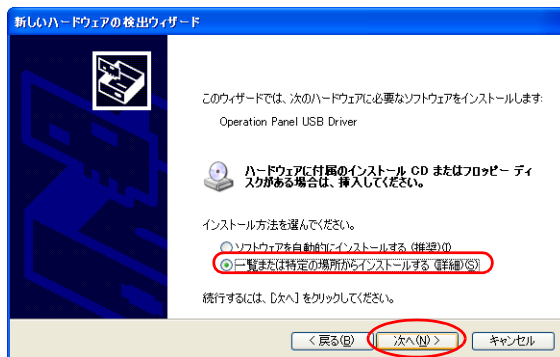 新しいハードウェアの検出ウィザード
このウィザードでは、次のハードウェアに必要なソフトウェアをインストールします:
Operation Panel USB Driver
ハードウェアに付属のインストール CD またはフロッピー ディ
スクがある場合は、挿入してください。
インストール方法を選んでください。
ソフトウェアを自動的にインストールする (推奨)(I)
一覧または特定の場所からインストールする (詳細)(S)
続行するには、[次へ] をクリックしてください。
< 戻る(B) 次へ(N) > キャンセル